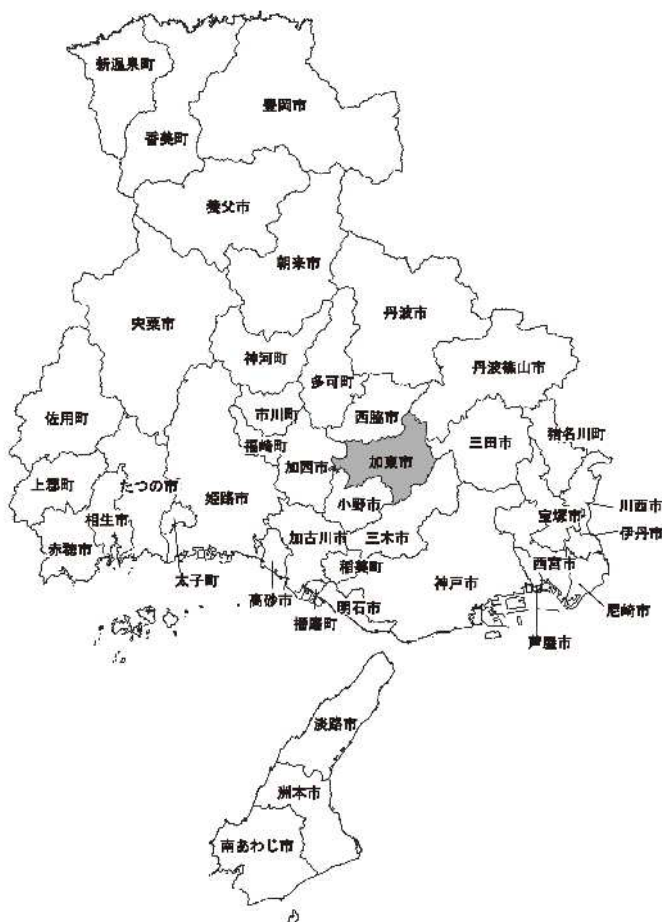 新温泉町
豊岡市
香美町
養父市
朝来市
宍粟市
丹波市
神河町
多可町
丹波篠山市
佐用町
市川町
西脇市
猪名川町
福崎町
三田市
加西市
加東市
上郡町
たつの市
姫路市
相生市
小野市
川西市
宝塚市
赤穂市
加古川市
三木市
伊丹市
稲美町
西宮市
太子町
神戸市
高砂市
明石市
尼崎市
播磨町
芦屋市
淡路市
洲本市
南あわじ市